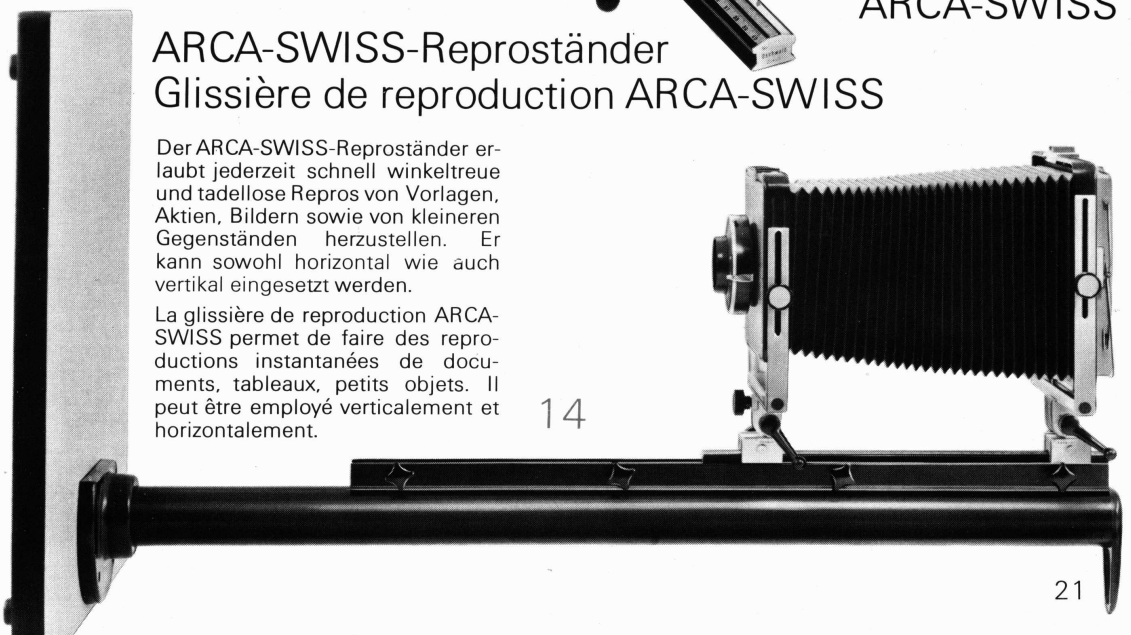 ARCA-SWISS
ARCA-SWISS-Reproständer
Glissière de reproduction ARCA-SWISS
Der ARCA-SWISS-Reproständer er-
laubt jederzeit schnell winkeltreue
und tadellose Repros von Vorlagen,
Aktien, Bildern sowie von kleineren
Gegenständen herzustellen. Er
kann sowohl horizontal wie auch
vertikal eingesetzt werden.
La glissière de reproduction ARCA-
SWISS permet de faire des repro-
ductions instantanées de docu-
ments, tableaux, petits objets. Il
peut être employé verticalement et
horizontalement.
14
21